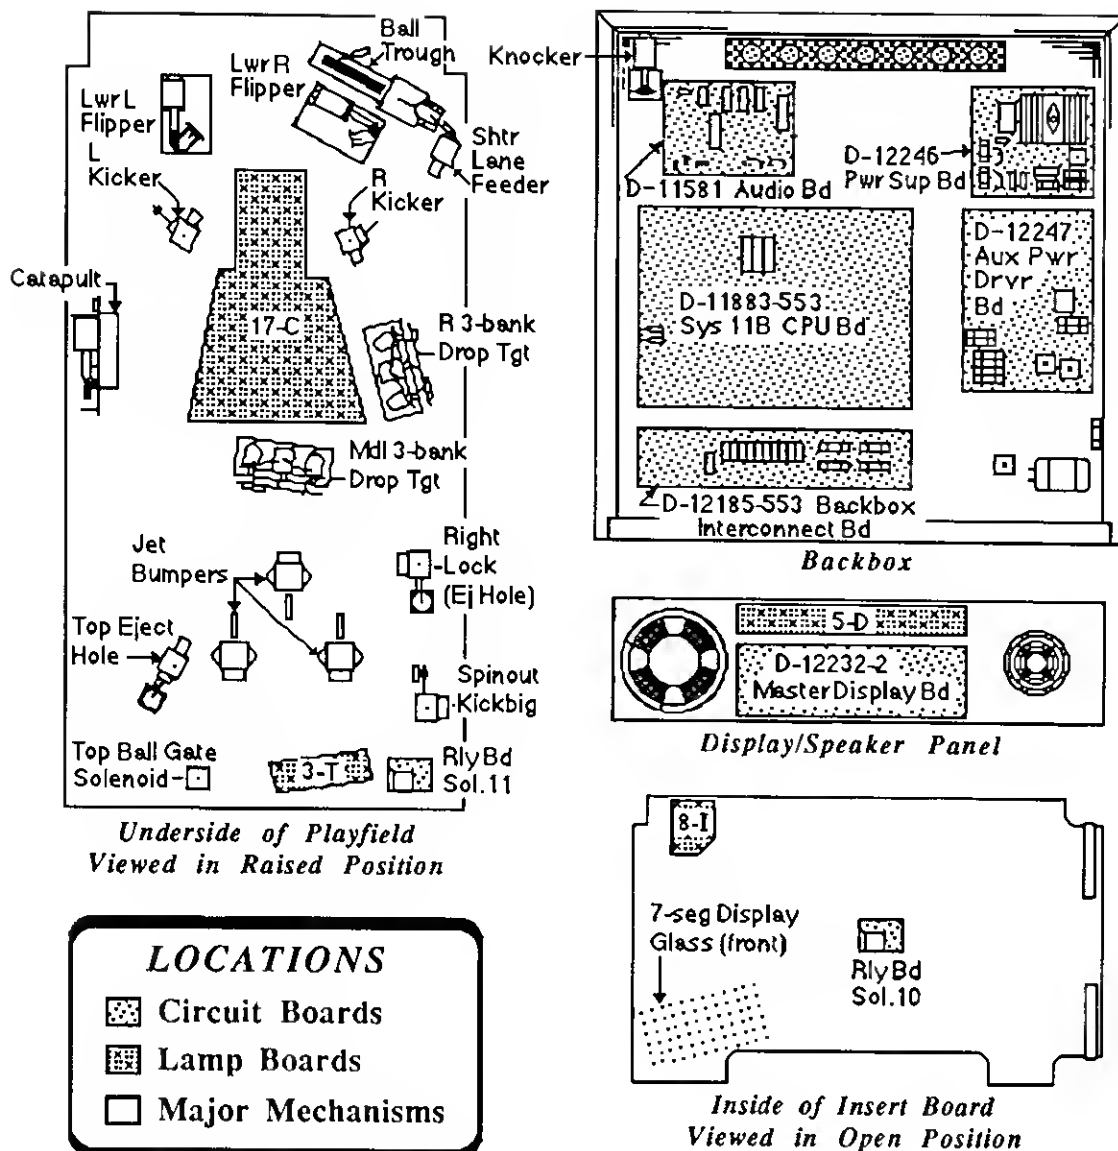 Ball
Trough
Lwr R
Flipper
Lwr L
Flipper
L
Kicker
Shtr
Lane
Feeder
R
Kicker
Catapult
17-C
R 3-bank
Drop Tgt
Mdl 3-bank
Drop Tgt
Jet
Bumpers
Right
Lock
(Ej Hole)
Top Eject
Hole
Spinout
Kickbig
Top Ball Gate
Solenoid
3-T
Rly Bd
Sol.11
Underside of Playfield
Viewed in Raised Position
LOCATIONS
Circuit Boards
Lamp Boards
Major Mechanisms
Knocker
D-11581 Audio Bd
D-12246
Pwr Sup Bd
D-11883-553
Sys 11B CPU Bd
D-12247
Aux Pwr
Drvr
Bd
D-12185-553 Backbox
Interconnect Bd
Backbox
5-D
D-12232-2
Master Display Bd
Display/Speaker Panel
8-I
7-seg Display
Glass (front)
Rly Bd
Sol.10
Inside of Insert Board
Viewed in Open Position